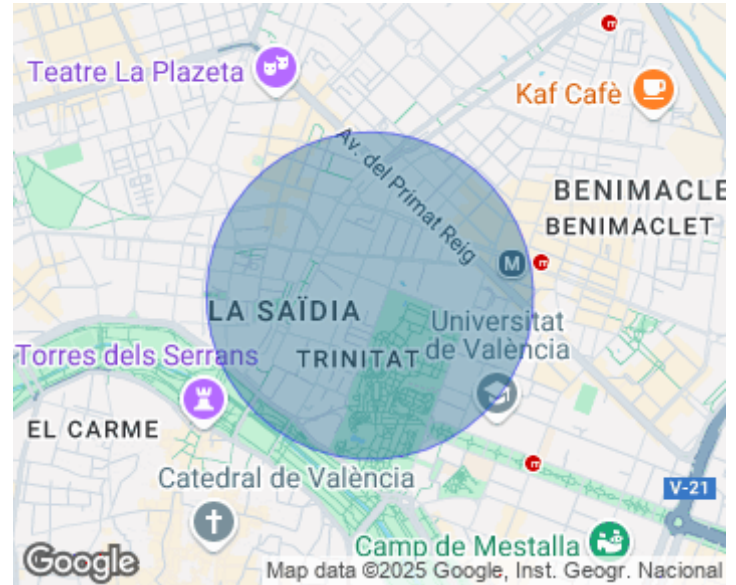 Teatre La Plazeta
Kaf Cafè
Av. del Primat Reig
BENIMACLE
BENIMACLET
M
LA SAÏDIA
Universitat
de València
TRINITAT
Torres dels Serrans
EL CARME
Catedral de València
V-21
Camp de Mestalla
Google
Map data ©2025 Google, Inst. Geogr. Nacional